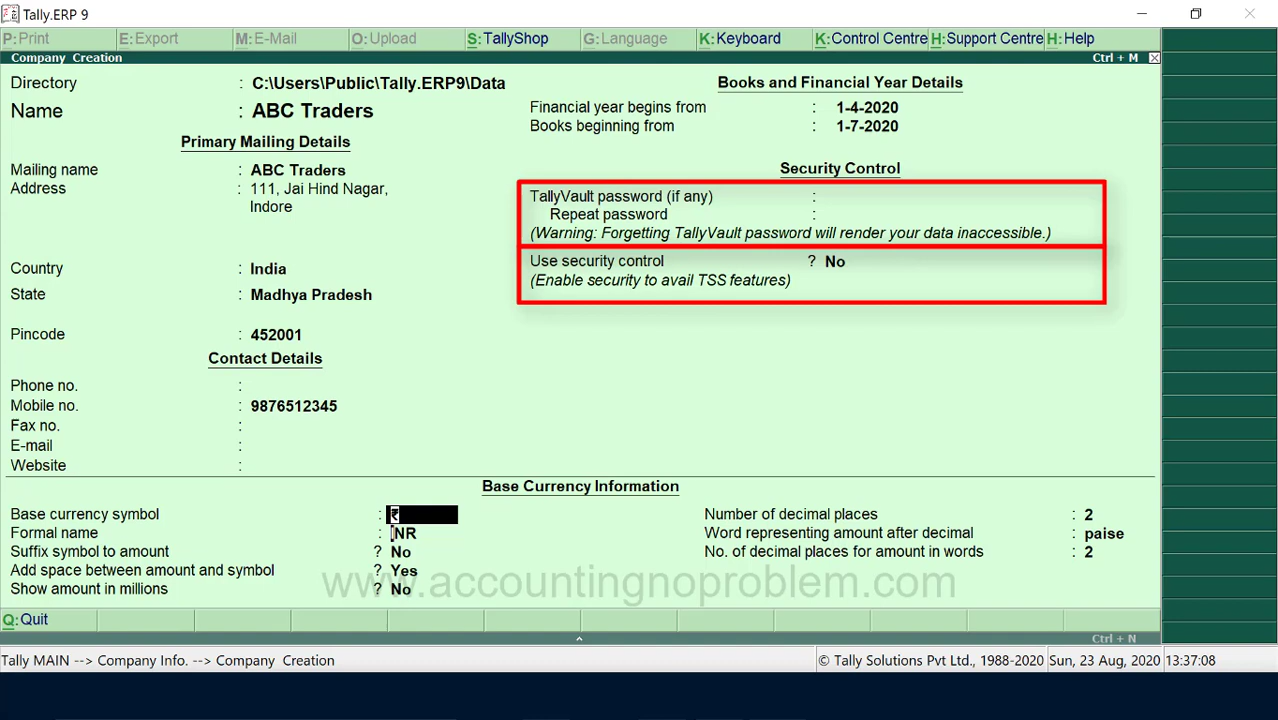 Tally.ERP 9
P:Print E:Export M:E-Mail O:Upload S:TallyShop G:Language K:Keyboard K:Control Centre H:Support Centre H:Help
Company Creation Ctrl + M
Directory : C:\Users\Public\Tally.ERP9\Data
Name : ABC Traders
Primary Mailing Details
Mailing name : ABC Traders
Address : 111, Jai Hind Nagar,
Indore
Country : India
State : Madhya Pradesh
Pincode : 452001
Contact Details
Phone no. :
Mobile no. : 9876512345
Fax no. :
E-mail :
Website :
Books and Financial Year Details
Financial year begins from : 1-4-2020
Books beginning from : 1-7-2020
Security Control
TallyVault password (if any) :
Repeat password :
(Warning: Forgetting TallyVault password will render your data inaccessible.)
Use security control ? No
(Enable security to avail TSS features)
Base Currency Information
Base currency symbol : ₹
Formal name : INR
Suffix symbol to amount ? No
Add space between amount and symbol ? Yes
Show amount in millions ? No
Number of decimal places : 2
Word representing amount after decimal : paise
No. of decimal places for amount in words : 2
www.accountingnoproblem.com
Q:Quit
Ctrl + N
Tally MAIN --> Company Info. --> Company Creation © Tally Solutions Pvt Ltd., 1988-2020 Sun, 23 Aug, 2020 13:37:08